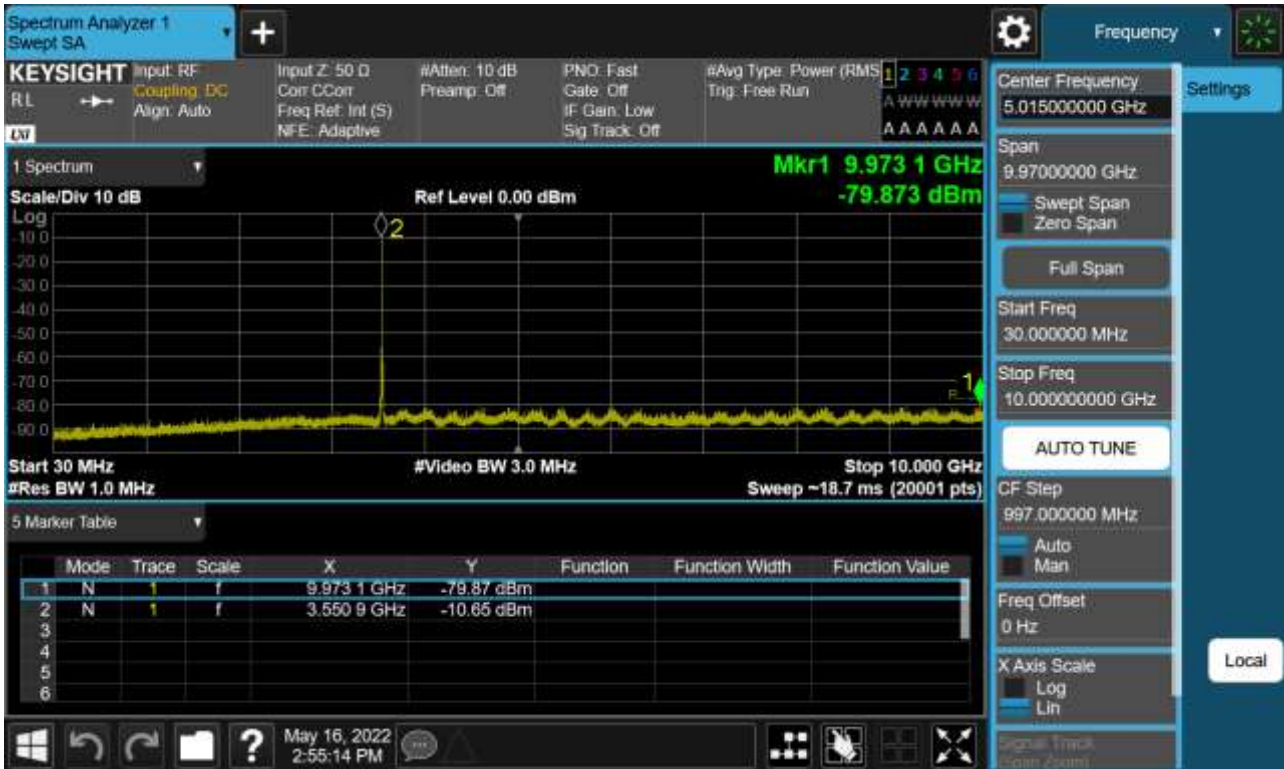 Spectrum Analyzer 1
Swept SA
+
Frequency
KEYSIGHT
RL
LXI
Input: RF
Coupling: DC
Align: Auto
Input Z: 50 Ω
Corr CCorr
Freq Ref: Int (S)
NFE: Adaptive
#Atten: 10 dB
Preamp: Off
PNO: Fast
Gate: Off
IF Gain: Low
Sig Track: Off
#Avg Type: Power (RMS
Trig: Free Run
1 2 3 4 5 6
A W W W W W
A A A A A A
1 Spectrum
Mkr1 9.973 1 GHz
Scale/Div 10 dB
Ref Level 0.00 dBm
-79.873 dBm
Log
2
-10.0
-20.0
-30.0
-40.0
-50.0
-60.0
-70.0
1
-80.0
-90.0
Start 30 MHz
#Video BW 3.0 MHz
Stop 10.000 GHz
#Res BW 1.0 MHz
Sweep ~18.7 ms (20001 pts)
5 Marker Table
Mode Trace Scale X Y Function Function Width Function Value
1 N 1 f 9.973 1 GHz -79.87 dBm
2 N 1 f 3.550 9 GHz -10.65 dBm
3
4
5
6
?
May 16, 2022
2:55:14 PM
Center Frequency
5.015000000 GHz
Span
9.97000000 GHz
Swept Span
Zero Span
Full Span
Start Freq
30.000000 MHz
Stop Freq
10.000000000 GHz
AUTO TUNE
CF Step
997.000000 MHz
Auto
Man
Freq Offset
0 Hz
X Axis Scale
Log
Lin
Signal Track
(Span Zoom)
Settings
Local